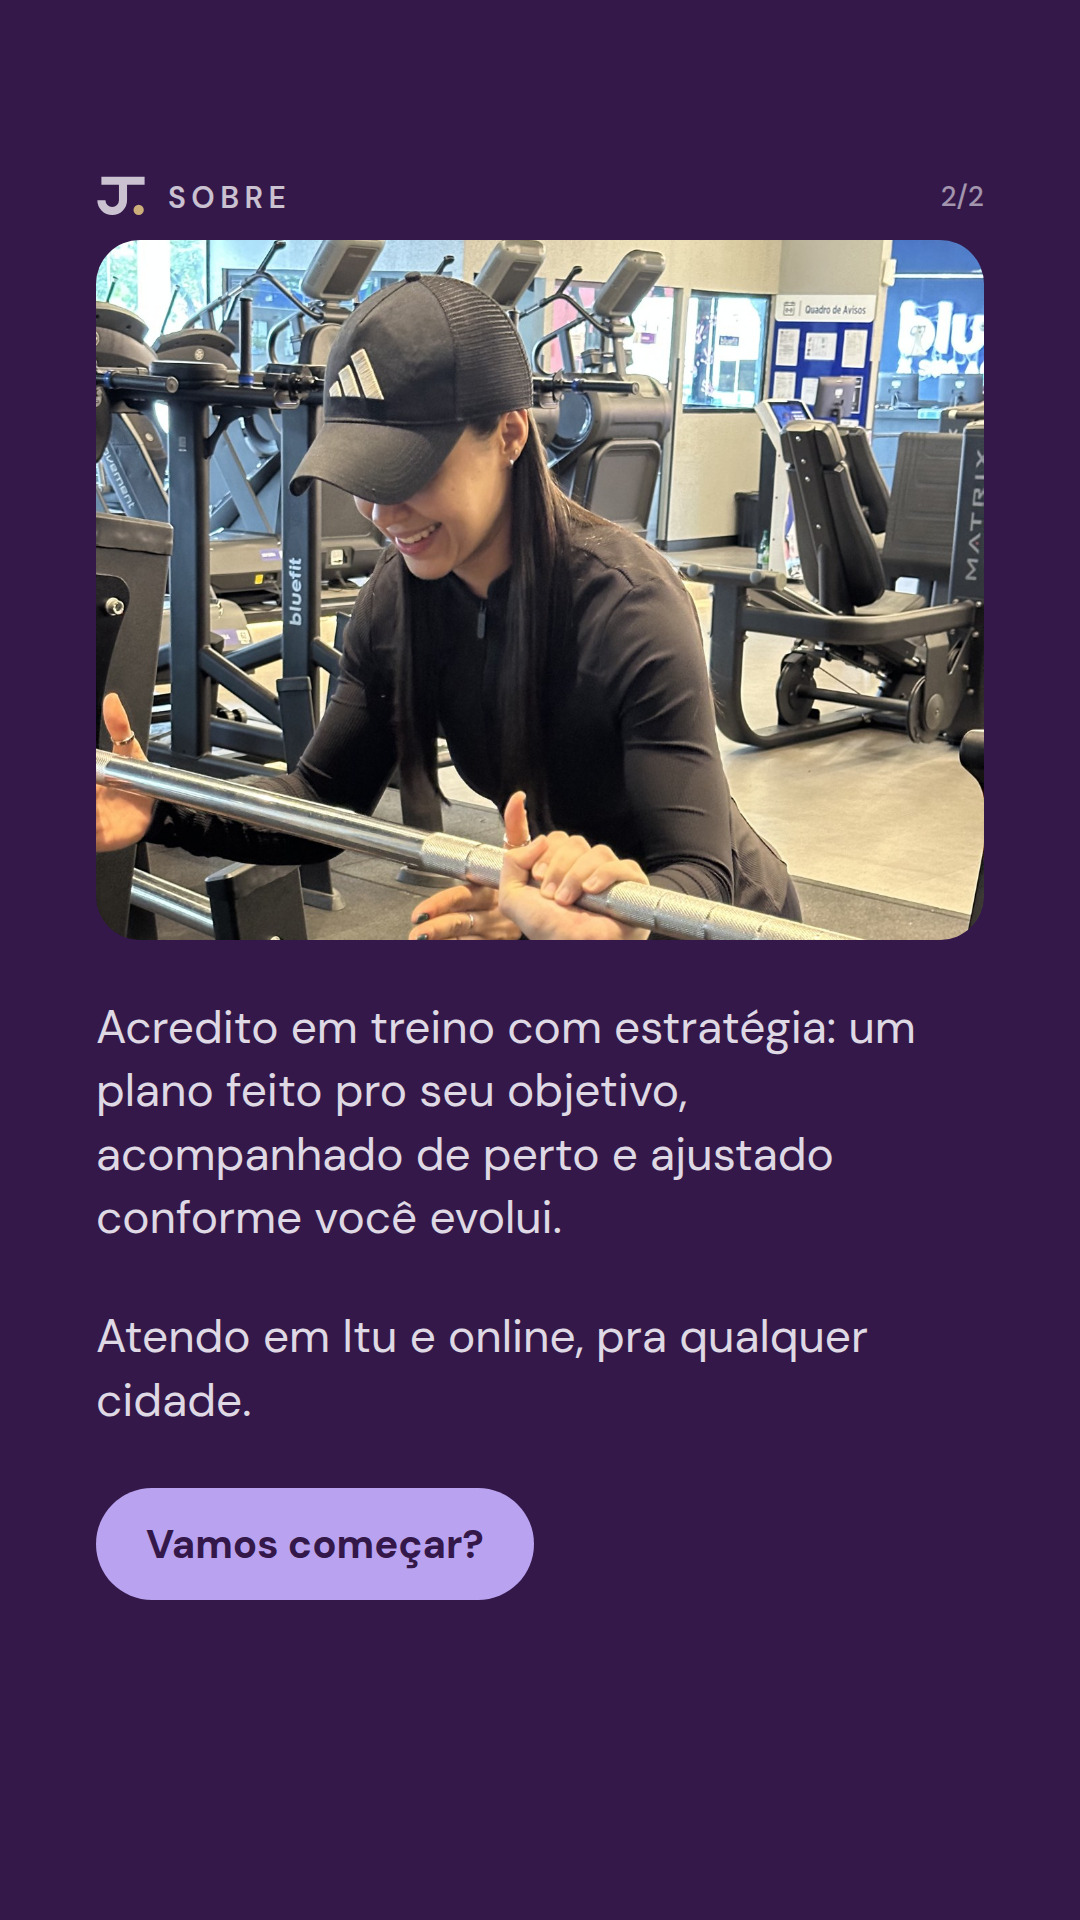 J. SOBRE
2/2
Quadro de Avisos
blu
MATRIX
bluefit
Acredito em treino com estratégia: um
plano feito pro seu objetivo,
acompanhado de perto e ajustado
conforme você evolui.
Atendo em Itu e online, pra qualquer
cidade.
Vamos começar?